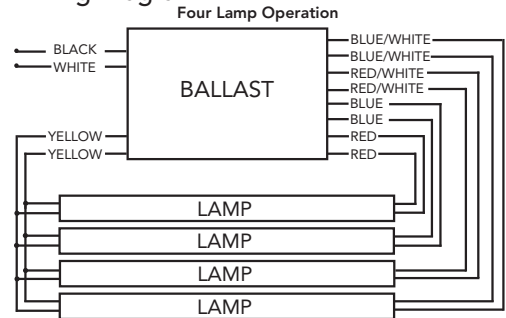 Four Lamp Operation
BLACK
WHITE
YELLOW
YELLOW
BALLAST
BLUE/WHITE
BLUE/WHITE
RED/WHITE
RED/WHITE
BLUE
BLUE
RED
RED
LAMP
LAMP
LAMP
LAMP